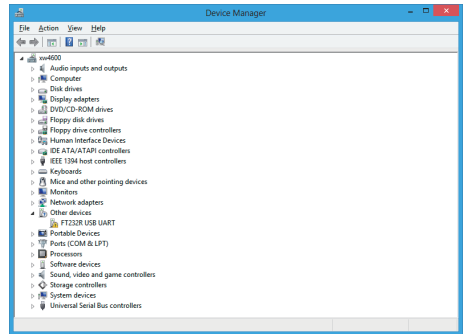 Device Manager
File Action View Help
xw4600
Audio inputs and outputs
Computer
Disk drives
Display adapters
DVD/CD-ROM drives
Floppy disk drives
Floppy drive controllers
Human Interface Devices
IDE ATA/ATAPI controllers
IEEE 1394 host controllers
Keyboards
Mice and other pointing devices
Monitors
Network adapters
Other devices
FT232R USB UART
Portable Devices
Ports (COM & LPT)
Processors
Software devices
Sound, video and game controllers
Storage controllers
System devices
Universal Serial Bus controllers